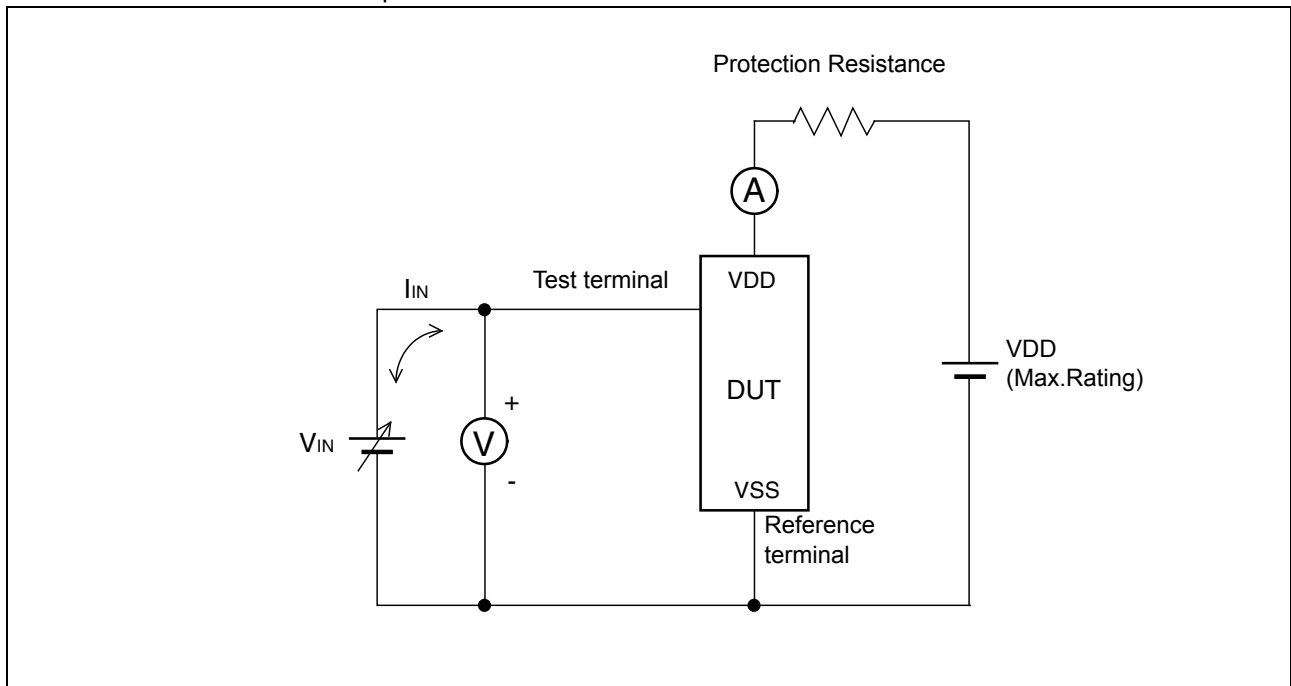 Protection Resistance
A
Test terminal
VDD
IIN
VDD
(Max.Rating)
DUT
+
VIN
V
-
VSS
Reference
terminal